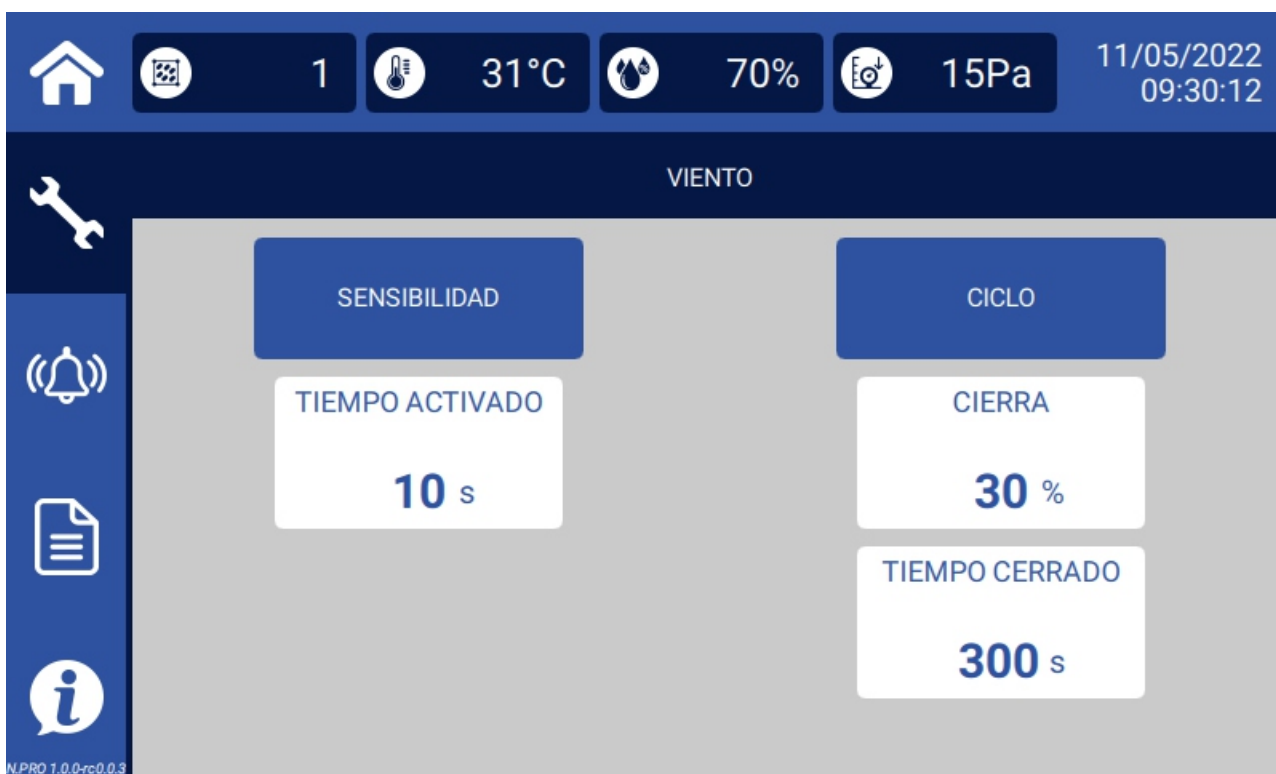 1
31°C
70%
15Pa
11/05/2022
09:30:12
VIENTO
SENSIBILIDAD
CICLO
TIEMPO ACTIVADO
10 s
CIERRA
30 %
TIEMPO CERRADO
300 s
N.PRO 1.0.0-rc0.0.3